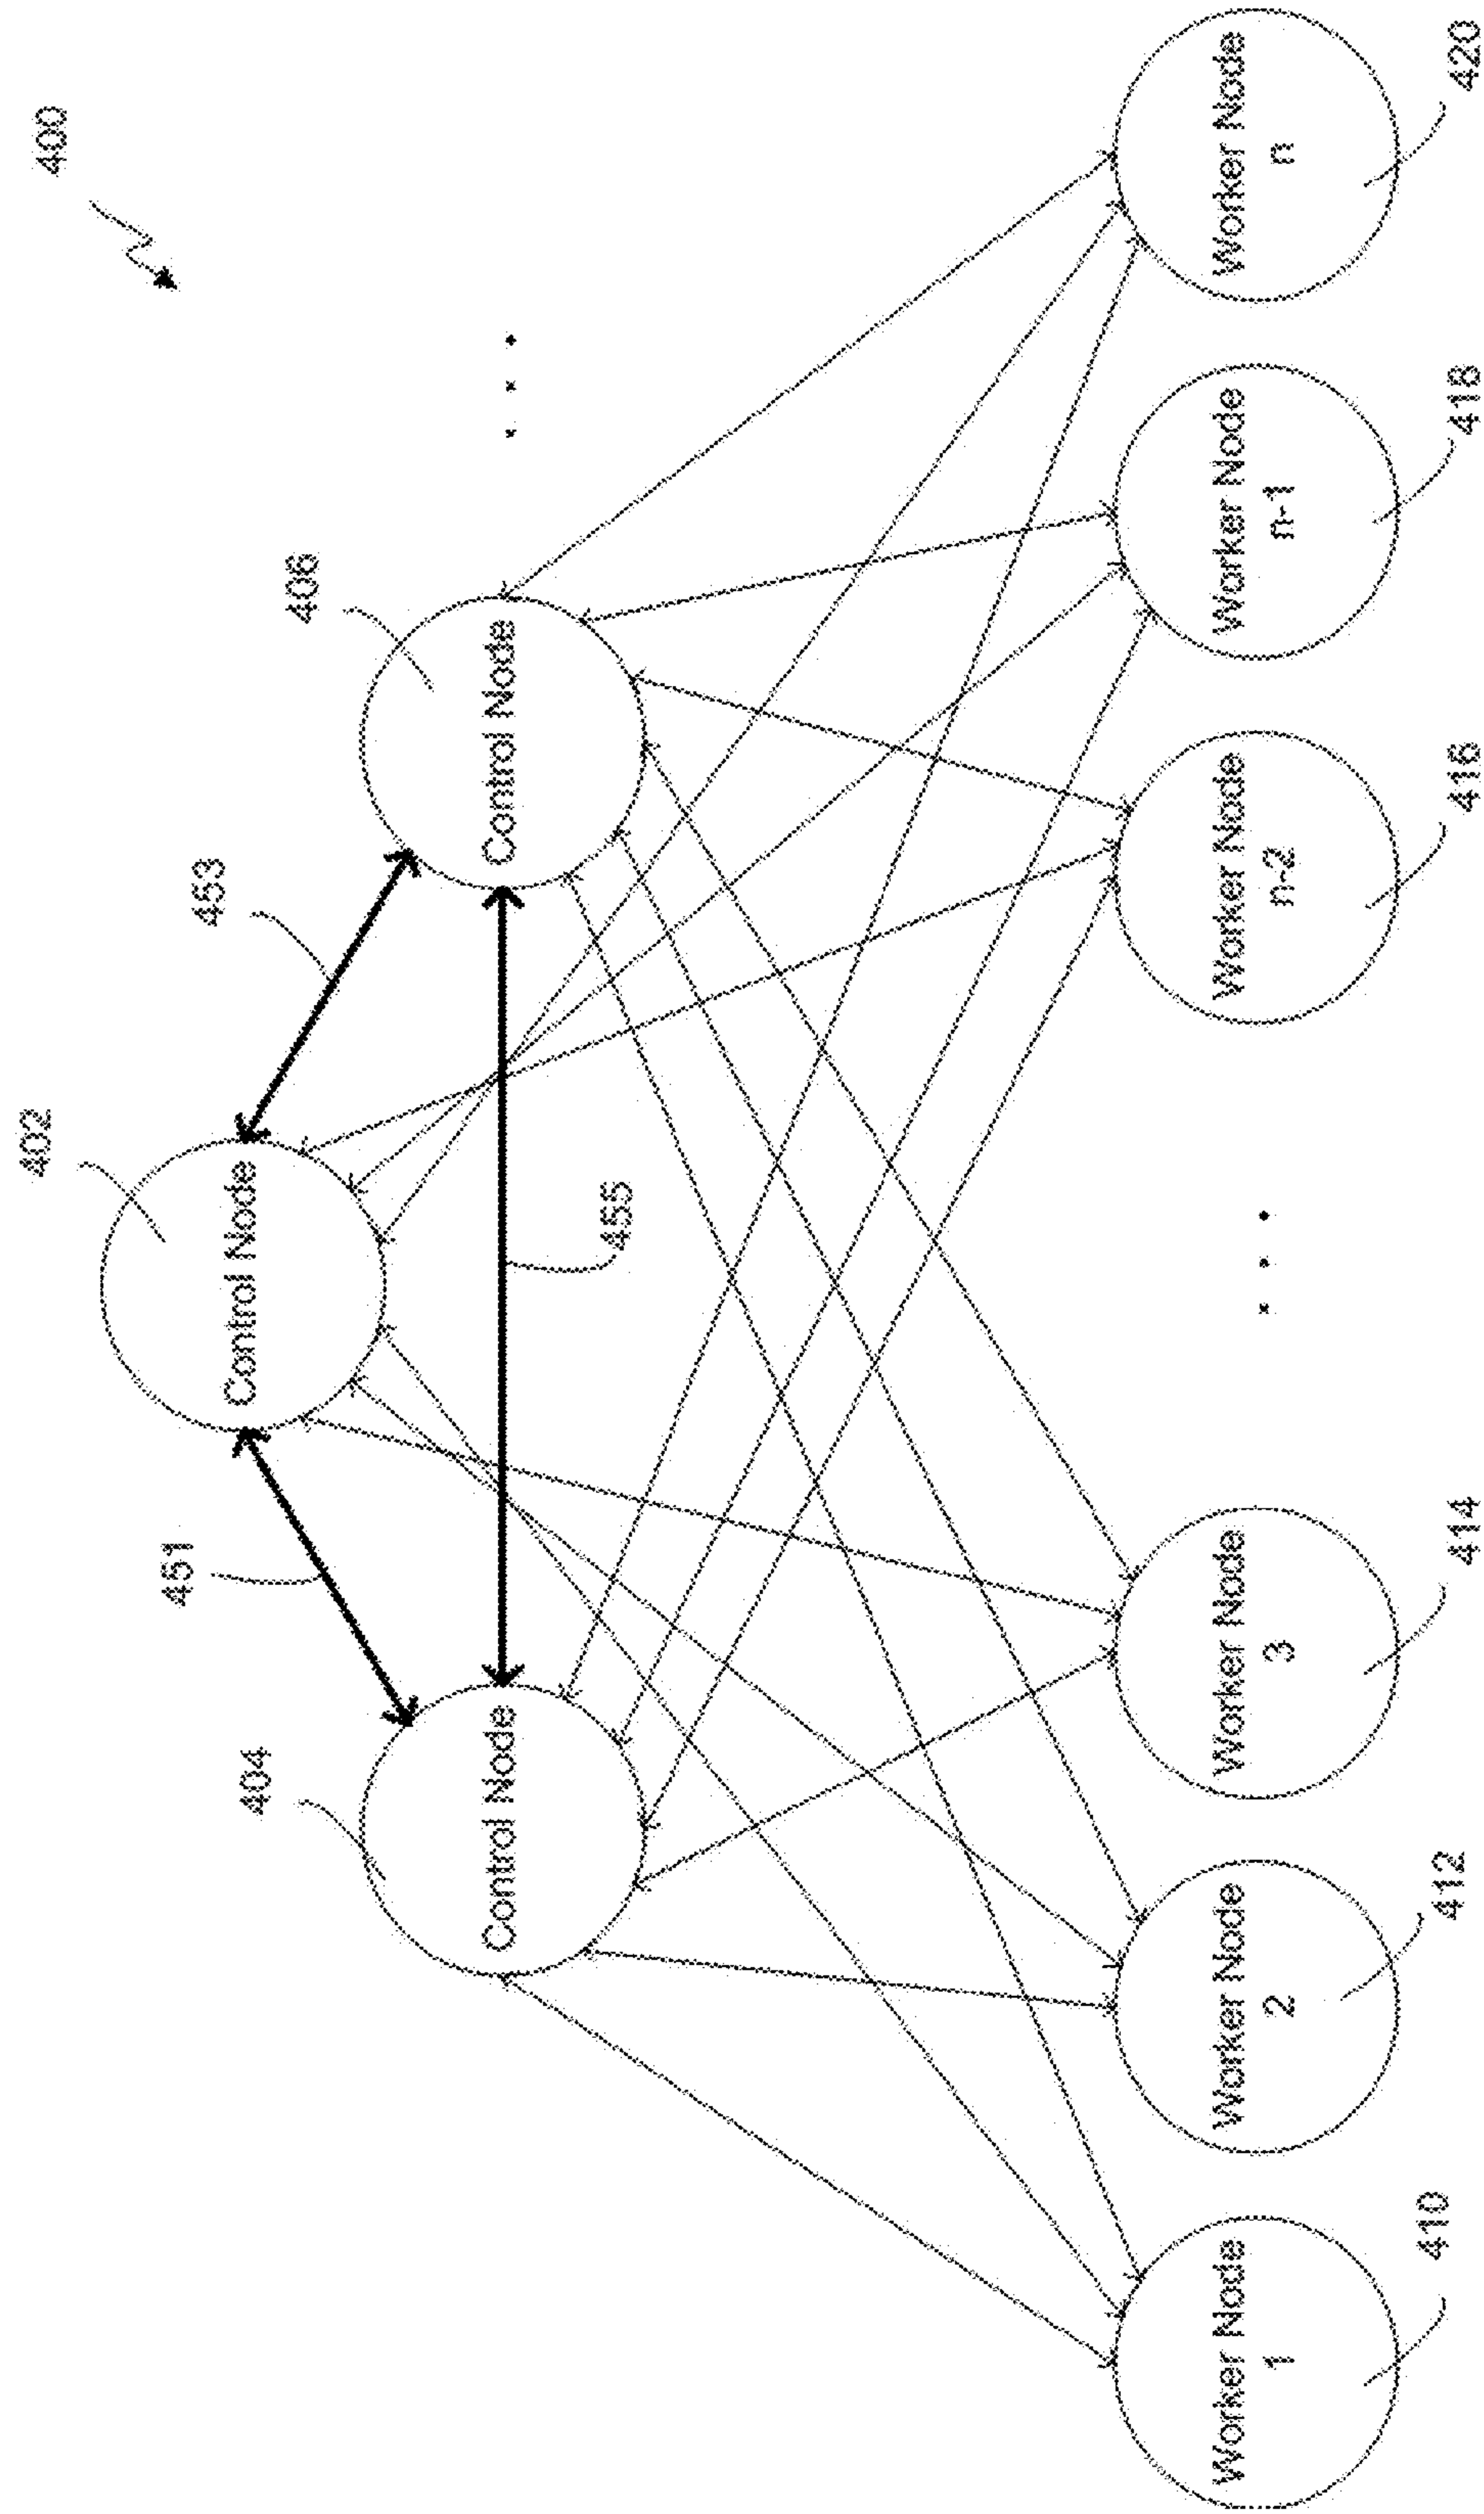 400
402
Control Node
451
453
404
406
Control Node
Control Node
455
. . .
Worker Node
1
Worker Node
2
Worker Node
3
. . .
Worker Node
n-2
Worker Node
n-1
Worker Node
n
410
412
414
416
418
420